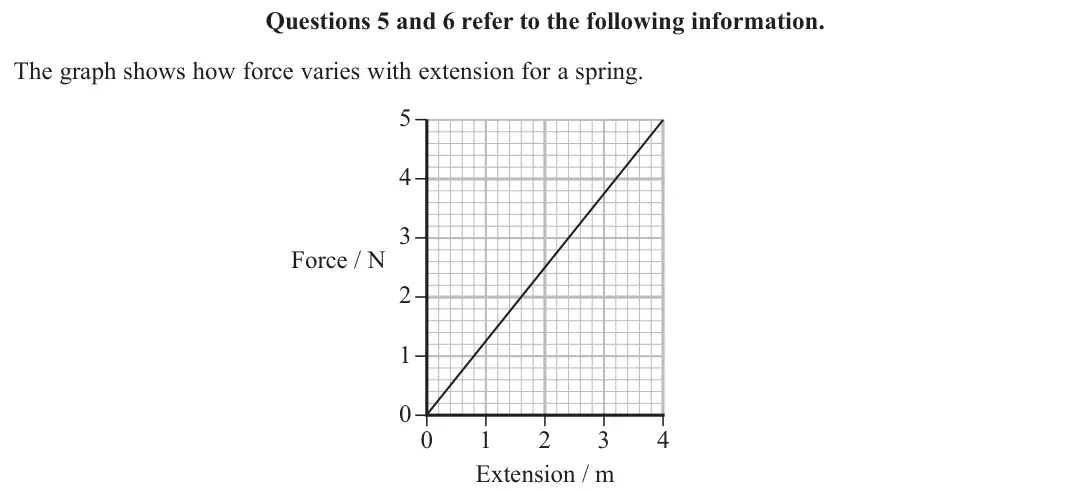 Questions 5 and 6 refer to the following information.
The graph shows how force varies with extension for a spring.
5
4
3
Force / N
2
1
0
0 1 2 3 4
Extension / m